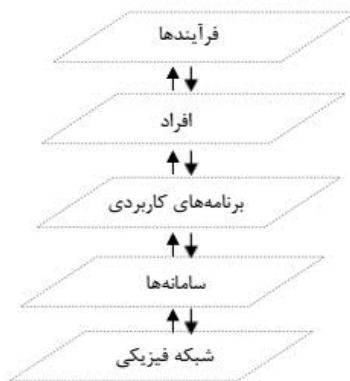 فرآیندها
افراد
برنامه‌های کاربردی
سامانه‌ها
شبکه فیزیکی